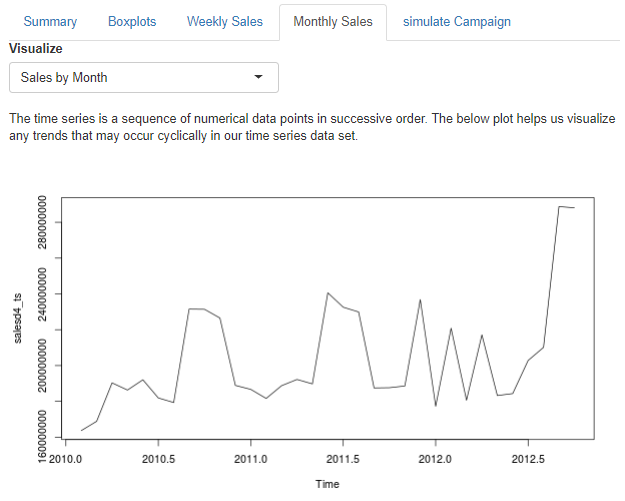 Summary Boxplots Weekly Sales Monthly Sales simulate Campaign
Visualize
Sales by Month
The time series is a sequence of numerical data points in successive order. The below plot helps us visualize
any trends that may occur cyclically in our time series data set.
280000000
240000000
200000000
160000000
salesd4_ts
2010.0 2010.5 2011.0 2011.5 2012.0 2012.5
Time